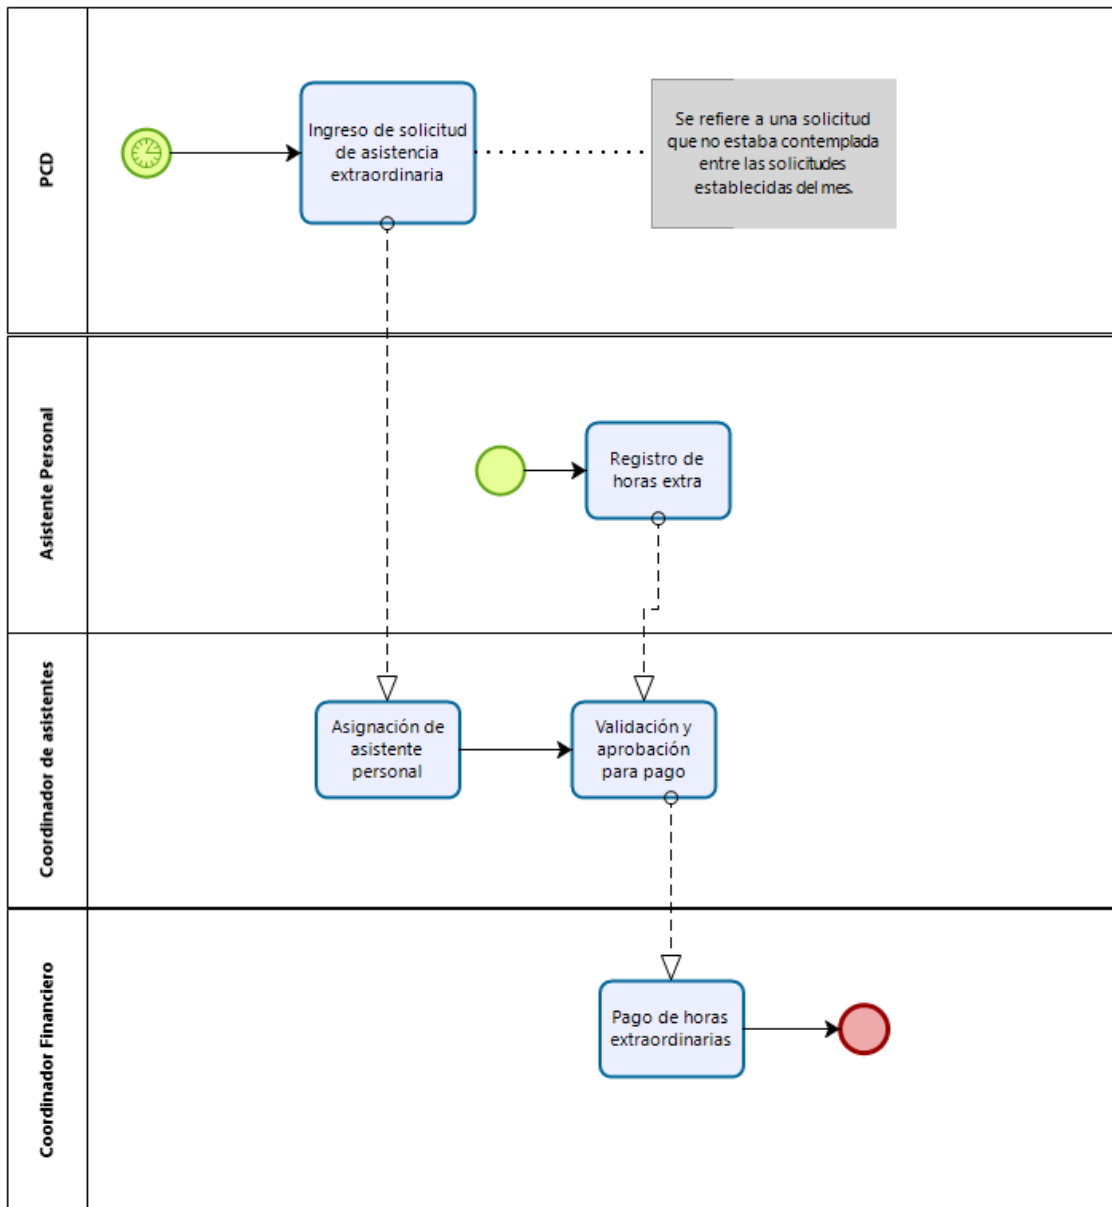 PCD
Ingreso de solicitud
de asistencia
extraordinaria
Se refiere a una solicitud
que no estaba contemplada
entre las solicitudes
establecidas del mes.
Asistente Personal
Registro de
horas extra
Coordinador de asistentes
Asignación de
asistente
personal
Validación y
aprobación
para pago
Coordinador Financiero
Pago de horas
extraordinarias